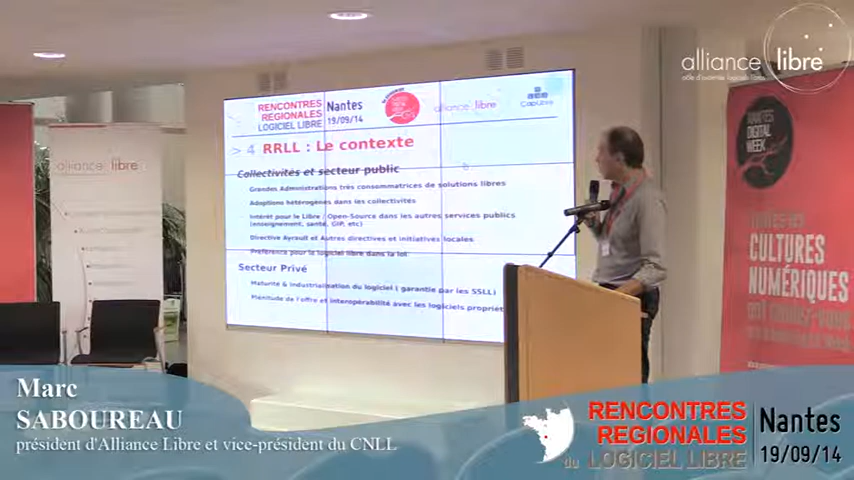 alliance libre
RENCONTRES
REGIONALES
LOGICIEL LIBRE
Nantes
19/09/14
alliance libre
> 4 RRLL : Le contexte
Collectivités et secteur public
Grandes Administrations très consommatrices de solutions libres
Adoptions hétérogènes dans les collectivités
Intérêt pour le Libre / Open-Source dans les autres services publics
(enseignement, santé, GIP, etc)
Directive Ayrault et Autres directives et initiatives locales
Préférence pour le logiciel libre dans la loi
Secteur Privé
Maturité & industrialisation du logiciel ( garantie par les SSLL)
Plénitude de l'offre et interopérabilité avec les logiciels propriét
alliance libre
NANTES
DIGITAL
WEEK
CULTURES
NUMÉRIQUES
Marc
SABOUREAU
président d'Alliance Libre et vice-président du CNLL
RENCONTRES
REGIONALES
du LOGICIEL LIBRE
Nantes
19/09/14